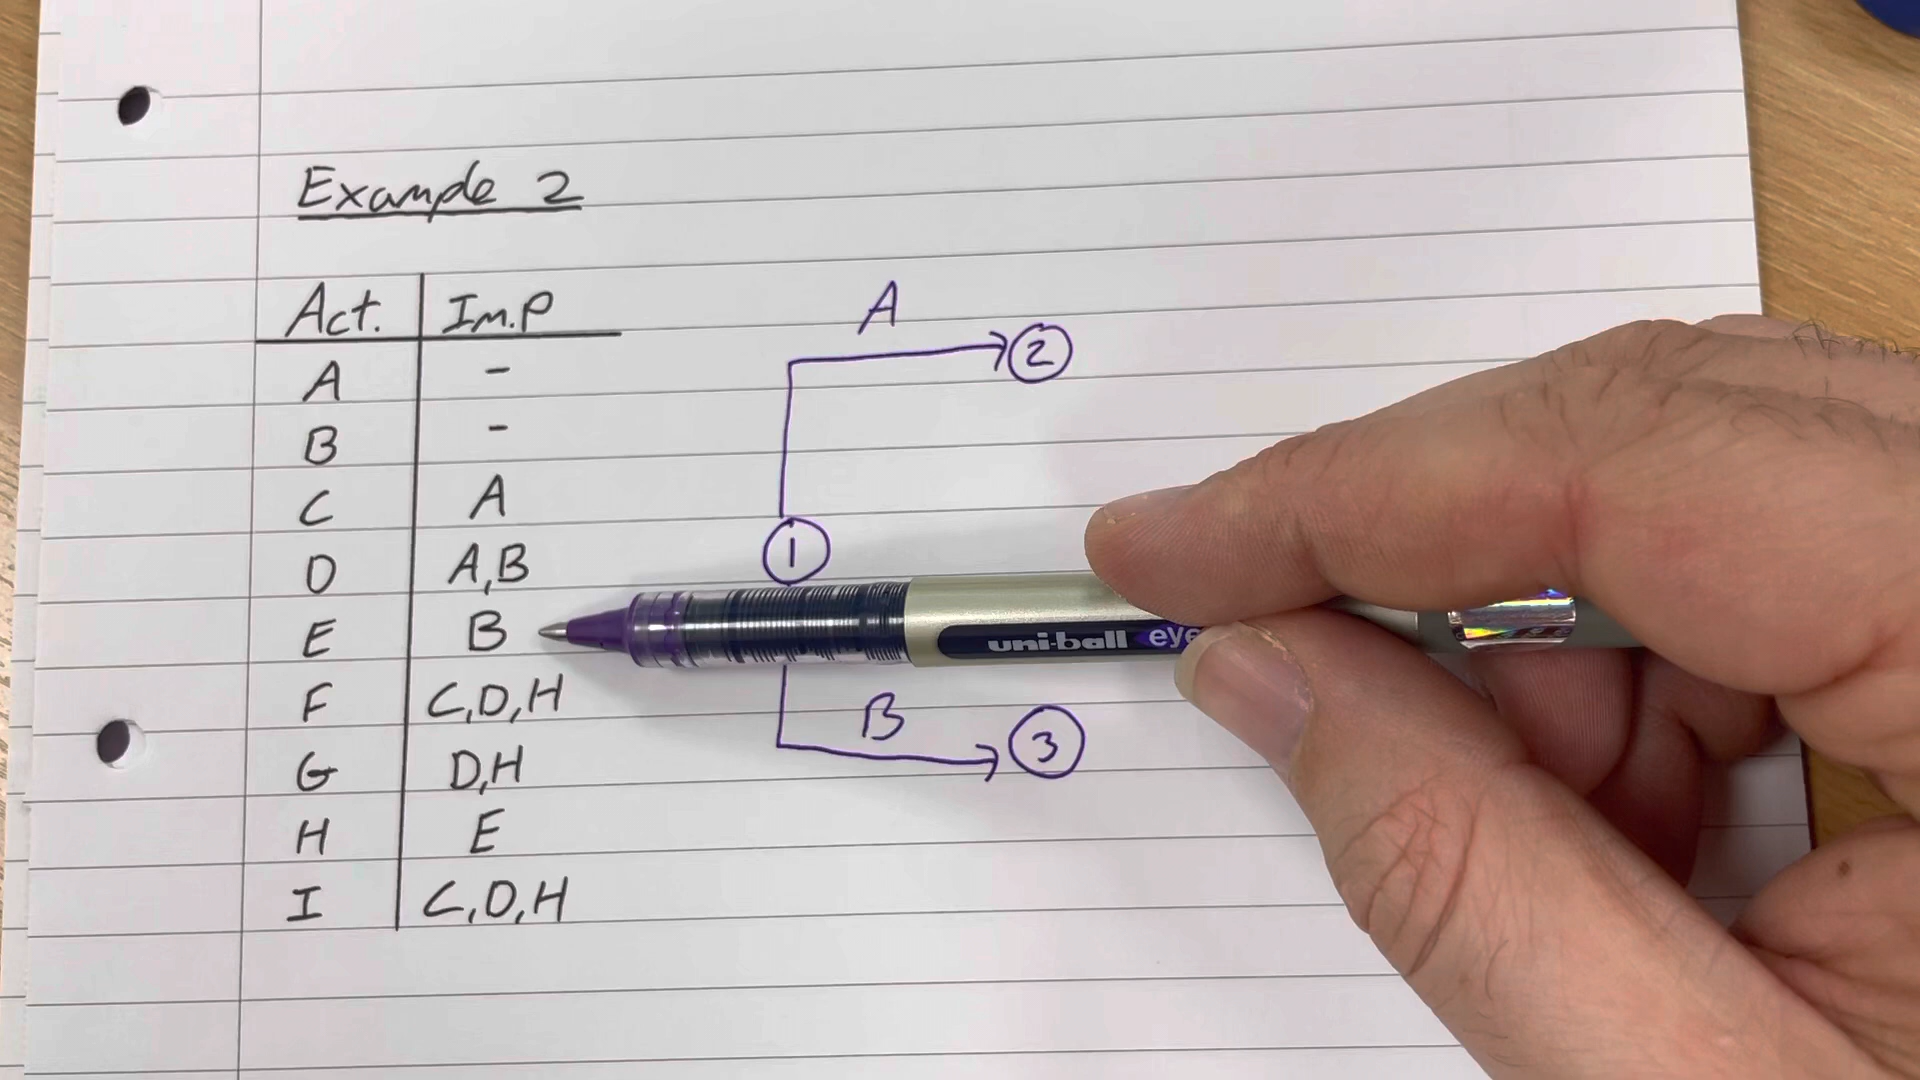 Example 2
Act. Im.P
A -
B -
C A
D A,B
E B
F C,D,H
G D,H
H E
I C,D,H
A
2
1
uni-ball eye
B
3